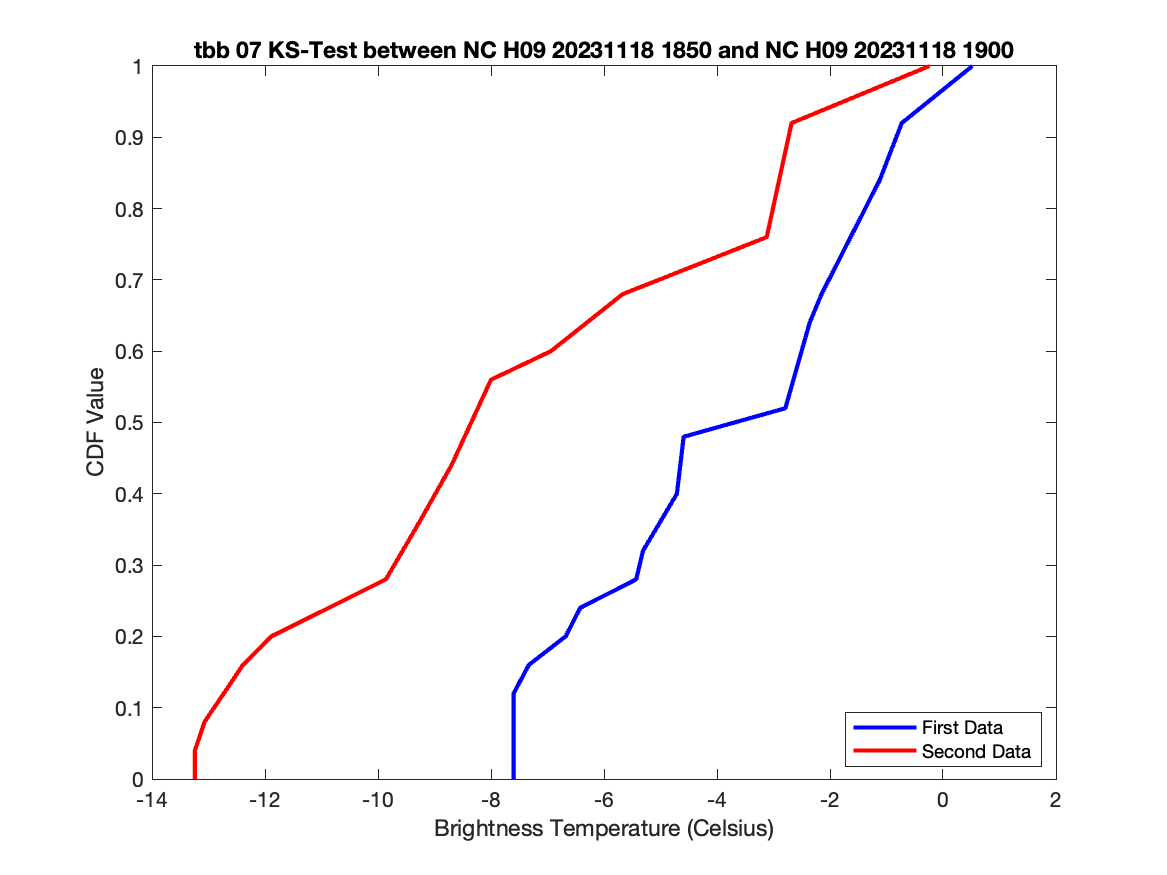 tbb 07 KS-Test between NC H09 20231118 1850 and NC H09 20231118 1900
1
0.9
0.8
0.7
0.6
0.5
0.4
0.3
0.2
0.1
0
CDF Value
First Data
Second Data
-14 -12 -10 -8 -6 -4 -2 0 2
Brightness Temperature (Celsius)